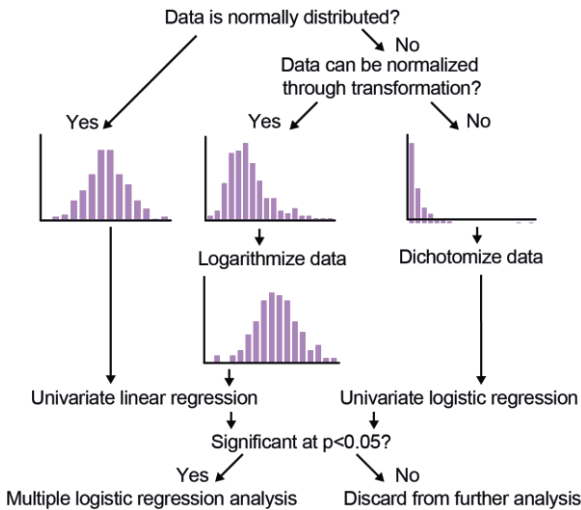 Data is normally distributed?
No
Data can be normalized
through transformation?
Yes
Yes
No
Logarithmize data
Dichotomize data
Univariate linear regression
Univariate logistic regression
Significant at p<0.05?
Yes
No
Multiple logistic regression analysis
Discard from further analysis